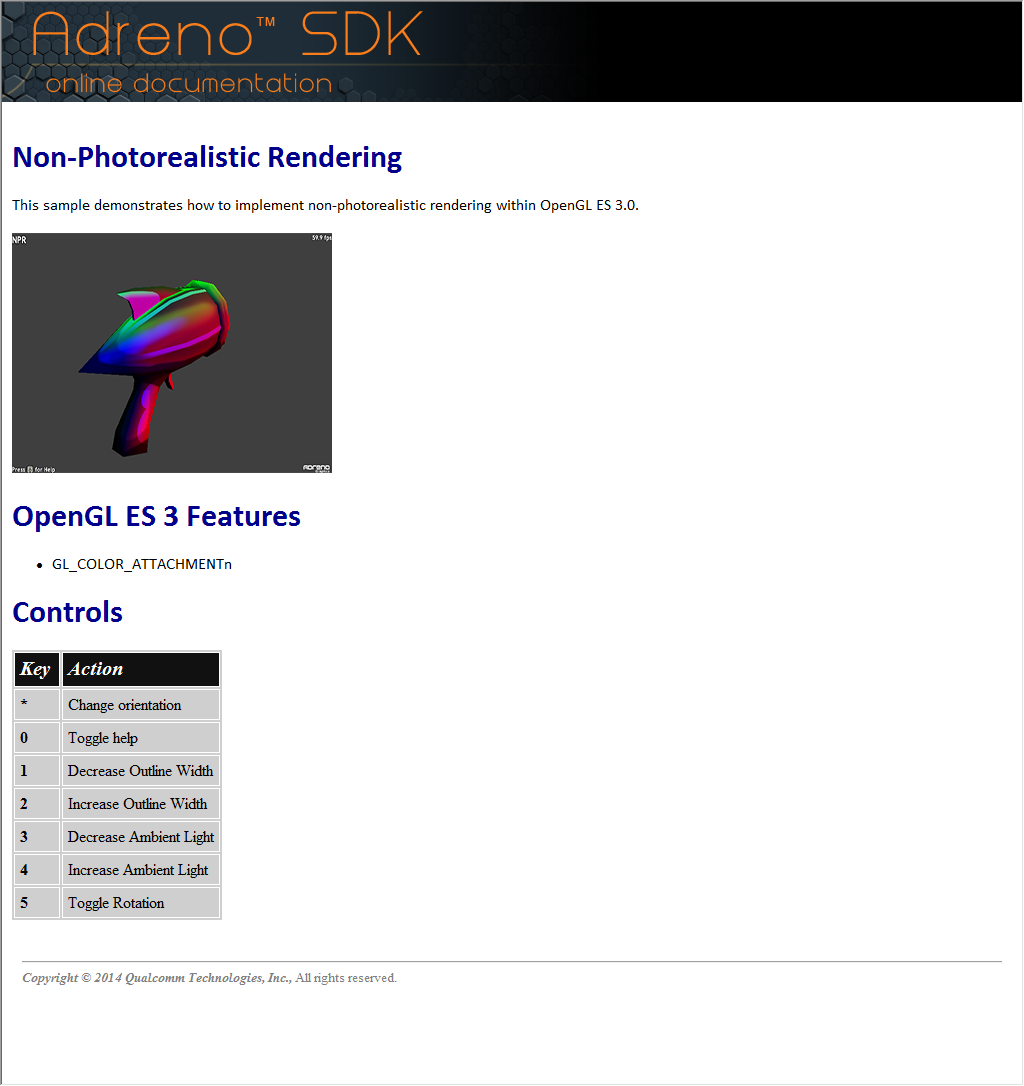 Adreno™ SDK
online documentation
Non-Photorealistic Rendering
This sample demonstrates how to implement non-photorealistic rendering within OpenGL ES 3.0.
NPR
59.9 fps
Press 0 for Help
Adreno
OpenGL ES 3 Features
• GL_COLOR_ATTACHMENTn
Controls
Key Action
* Change orientation
0 Toggle help
1 Decrease Outline Width
2 Increase Outline Width
3 Decrease Ambient Light
4 Increase Ambient Light
5 Toggle Rotation
Copyright © 2014 Qualcomm Technologies, Inc., All rights reserved.